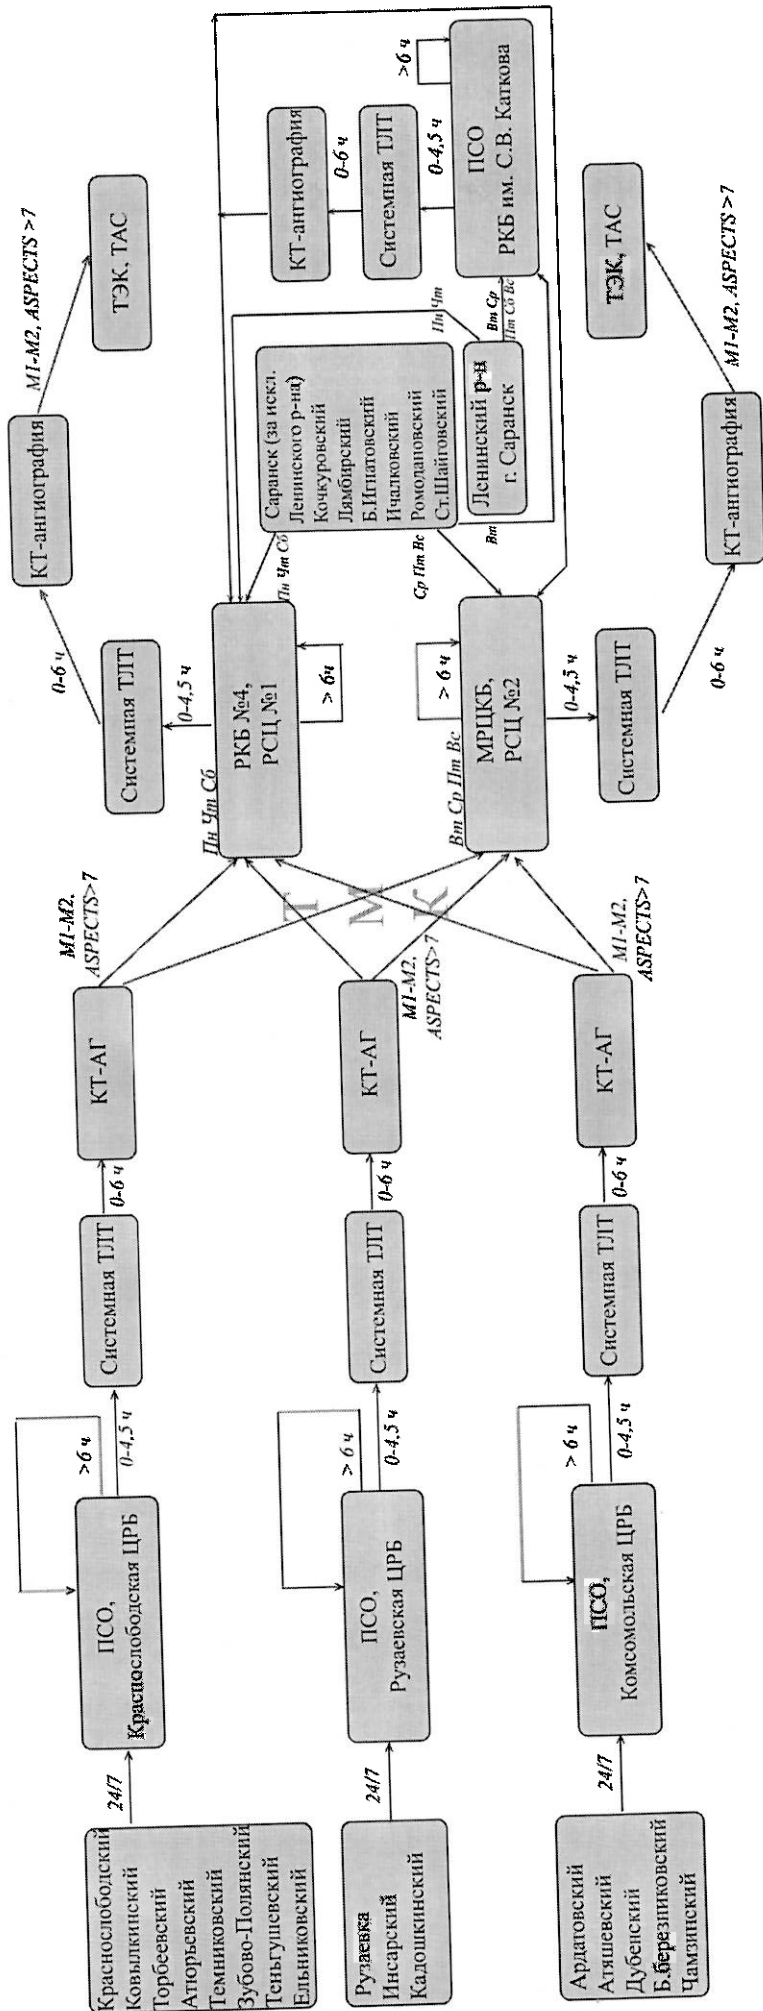 Краснослободский
Ковылкинский
Торбеевский
Атюрьевский
Темниковский
Зубово-Полянский
Теньгушевский
Ельниковский
24/7
ПСО,
Краснослободская ЦРБ
>6 ч
0-4,5 ч
Системная ТЛТ
0-6 ч
КТ-АГ
M1-M2,
ASPECTS>7
Рузаевка
Инсарский
Кадошкинский
24/7
ПСО,
Рузаевская ЦРБ
> 6 ч
0-4,5 ч
Системная ТЛТ
0-6 ч
КТ-АГ
M1-M2,
ASPECTS>7
Ардатовский
Атяшевский
Дубенский
Б.березниковский
Чамзинский
24/7
ПСО,
Комсомольская ЦРБ
> 6 ч
0-4,5 ч
Системная ТЛТ
0-6 ч
КТ-АГ
M1-M2,
ASPECTS>7
Т
М
К
Пн Чт Сб
РКБ №4,
РСЦ №1
> 6ч
0-4,5 ч
Системная ТЛТ
0-6 ч
КТ-ангиография
M1-M2, ASPECTS >7
ТЭК, ТАС
Вт Ср Пт Вс
МРЦКБ,
РСЦ №2
> 6 ч
0-4,5 ч
Системная ТЛТ
0-6 ч
КТ-ангиография
M1-M2, ASPECTS >7
ТЭК, ТАС
Пн Чт Сб
Ср Пт Вс
Вт
Саранск (за искл.
Ленинского р-на)
Кочкуровский
Лямбирский
Б.Игнатовский
Ичалковский
Ромодановский
Ст.Шайговский
Ленинский р-н
г. Саранск
Пн Чт
Вт Ср
Пт Сб Вс
ПСО
РКБ им. С.В. Каткова
>6 ч
0-4,5 ч
Системная ТЛТ
0-6 ч
КТ-ангиография